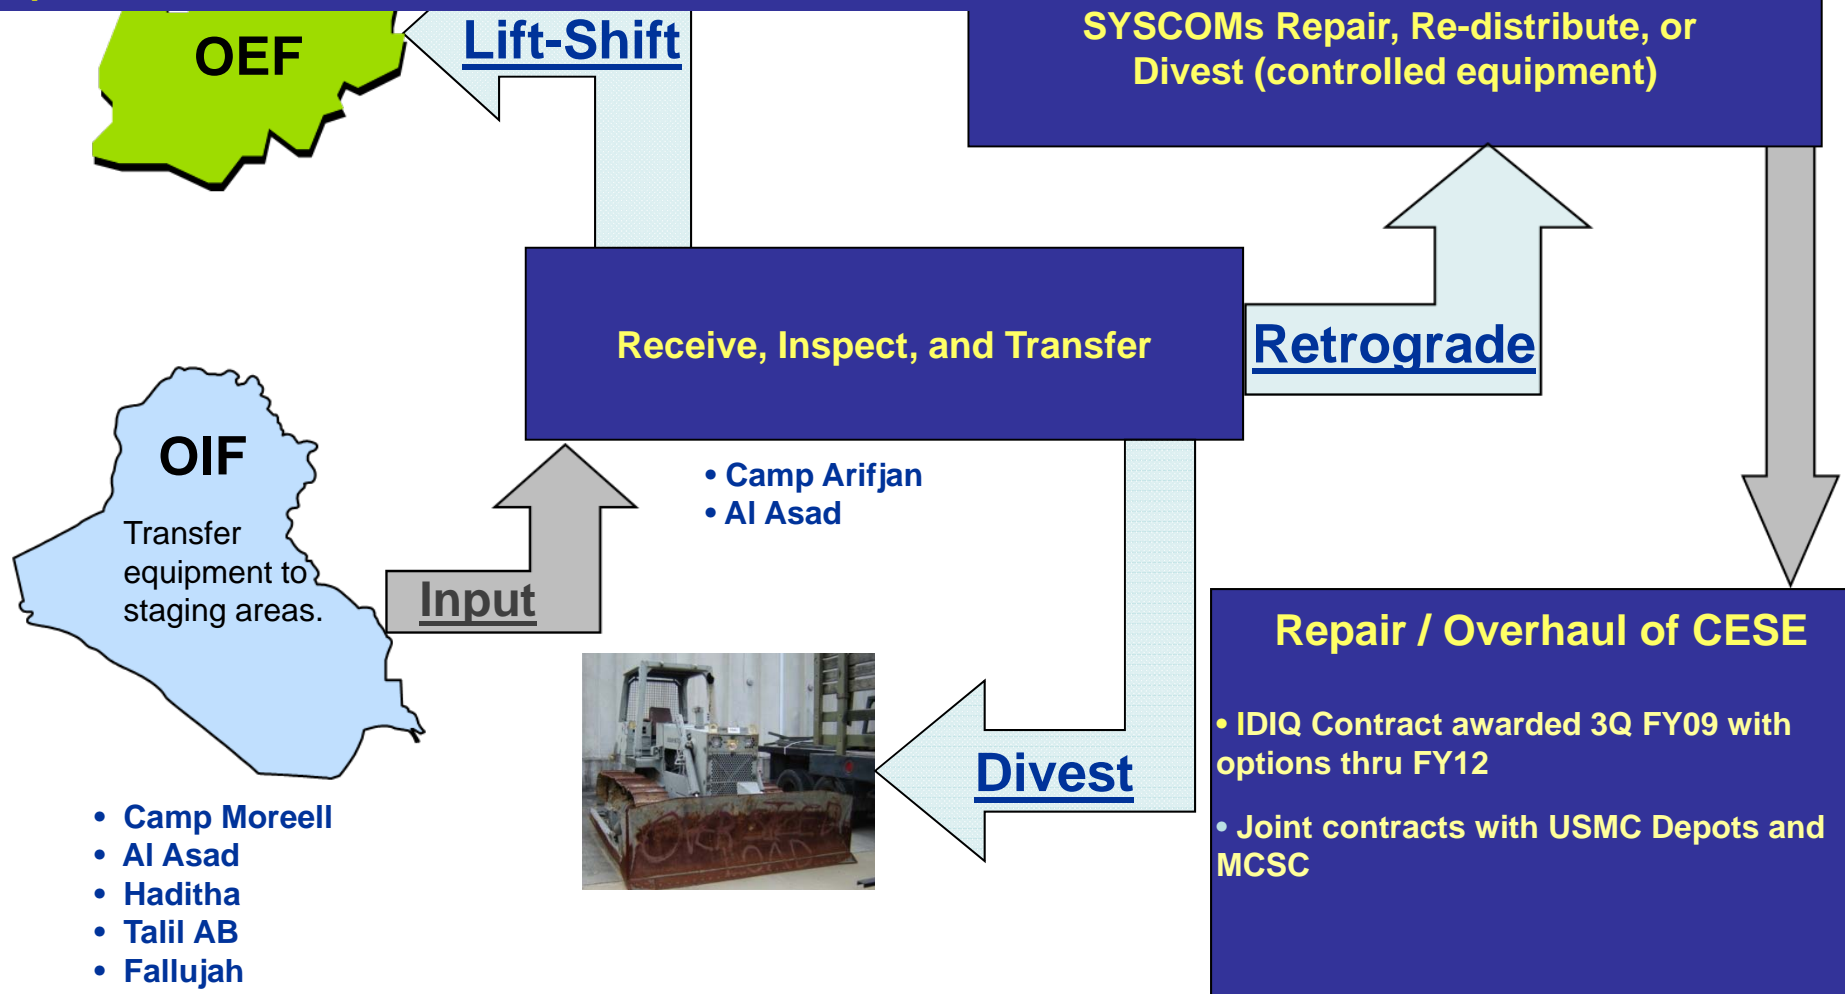 OEF
Lift-Shift
SYSCOMs Repair, Re-distribute, or
Divest (controlled equipment)
Receive, Inspect, and Transfer
Retrograde
• Camp Arifjan
• Al Asad
OIF
Transfer
equipment to
staging areas.
Input
Divest
Repair / Overhaul of CESE
• IDIQ Contract awarded 3Q FY09 with
options thru FY12
• Joint contracts with USMC Depots and
MCSC
• Camp Moreell
• Al Asad
• Haditha
• Talil AB
• Fallujah